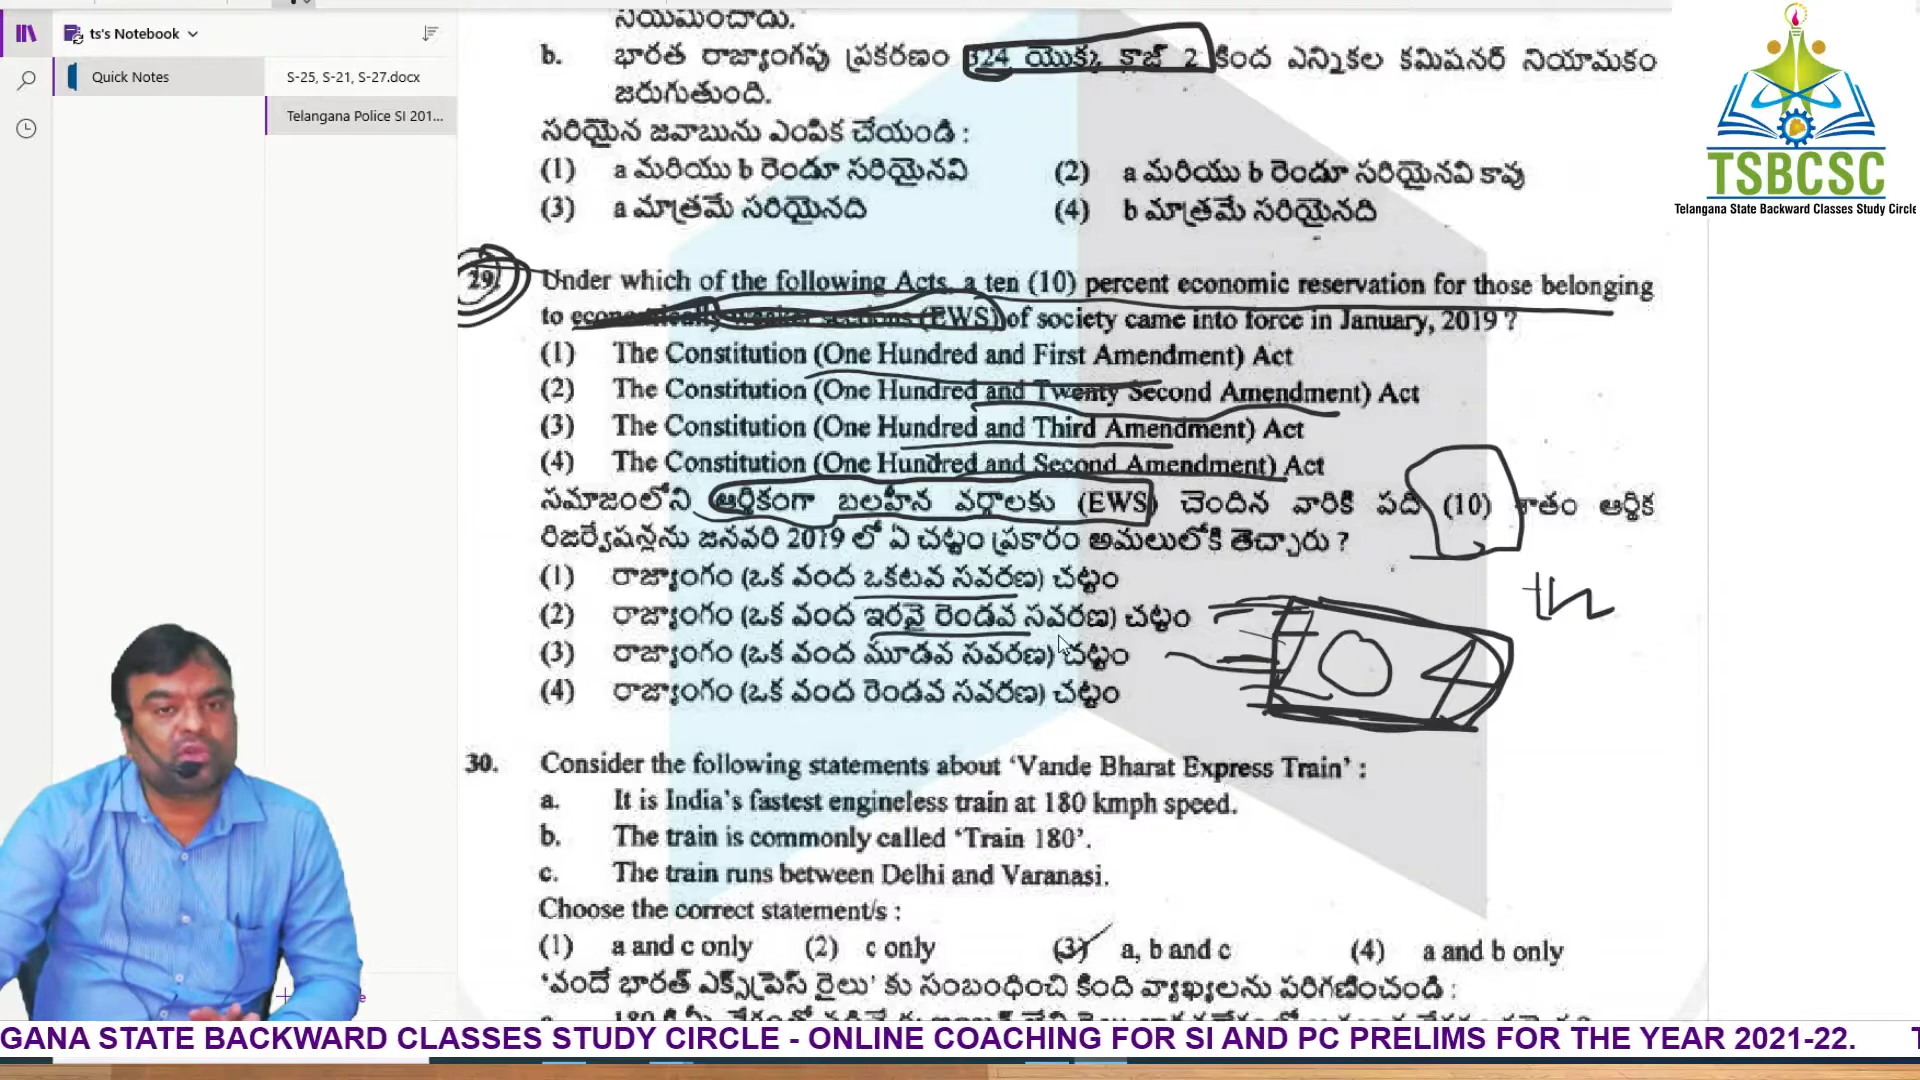 ts's Notebook
Quick Notes
S-25, S-21, S-27.docx
Telangana Police SI 201...
నియమించాడు.
b. భారత రాజ్యాంగపు ప్రకరణం 324 యొక్క క్లాజ్ 2 కింద ఎన్నికల కమిషనర్ నియామకం
జరుగుతుంది.
సరియైన జవాబును ఎంపిక చేయండి :
(1) a మరియు b రెండూ సరియైనవి (2) a మరియు b రెండూ సరియైనవి కావు
(3) a మాత్రమే సరియైనది (4) b మాత్రమే సరియైనది
29. Under which of the following Acts, a ten (10) percent economic reservation for those belonging
to economically weaker sections (EWS) of society came into force in January, 2019 ?
(1) The Constitution (One Hundred and First Amendment) Act
(2) The Constitution (One Hundred and Twenty Second Amendment) Act
(3) The Constitution (One Hundred and Third Amendment) Act
(4) The Constitution (One Hundred and Second Amendment) Act
సమాజంలోని ఆర్థికంగా బలహీన వర్గాలకు (EWS) చెందిన వారికి పది (10) శాతం ఆర్థిక
రిజర్వేషన్లను జనవరి 2019 లో ఏ చట్టం ప్రకారం అమలులోకి తెచ్చారు ?
(1) రాజ్యాంగం (ఒక వంద ఒకటవ సవరణ) చట్టం
(2) రాజ్యాంగం (ఒక వంద ఇరవై రెండవ సవరణ) చట్టం
(3) రాజ్యాంగం (ఒక వంద మూడవ సవరణ) చట్టం
(4) రాజ్యాంగం (ఒక వంద రెండవ సవరణ) చట్టం
th
30. Consider the following statements about ‘Vande Bharat Express Train’ :
a. It is India's fastest engineless train at 180 kmph speed.
b. The train is commonly called ‘Train 180’.
c. The train runs between Delhi and Varanasi.
Choose the correct statement/s :
(1) a and c only (2) c only (3) a, b and c (4) a and b only
‘వందే భారత్ ఎక్స్‌ప్రెస్ రైలు’ కు సంబంధించి కింది వ్యాఖ్యలను పరిగణించండి :
TSBCSC
Telangana State Backward Classes Study Circle
GANA STATE BACKWARD CLASSES STUDY CIRCLE - ONLINE COACHING FOR SI AND PC PRELIMS FOR THE YEAR 2021-22.